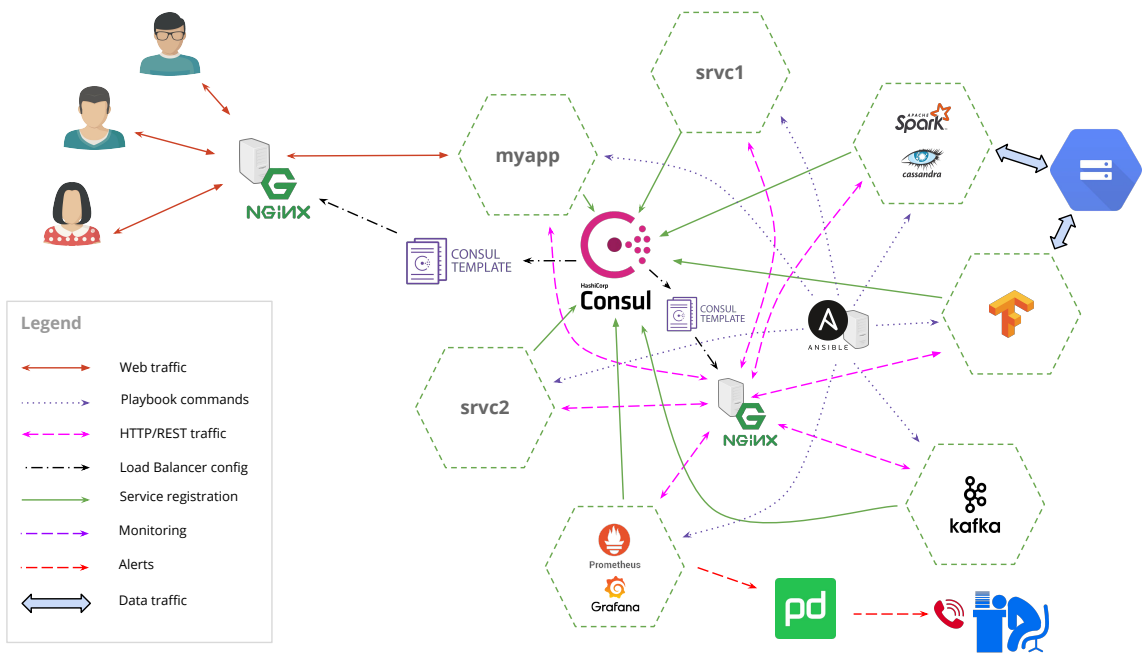 srvc1
myapp
APACHE
Spark
cassandra
NGINX
CONSUL
TEMPLATE
HashiCorp
Consul
CONSUL
TEMPLATE
ANSIBLE
Legend
Web traffic
Playbook commands
HTTP/REST traffic
Load Balancer config
Service registration
Monitoring
Alerts
Data traffic
srvc2
NGINX
kafka
Prometheus
Grafana
pd